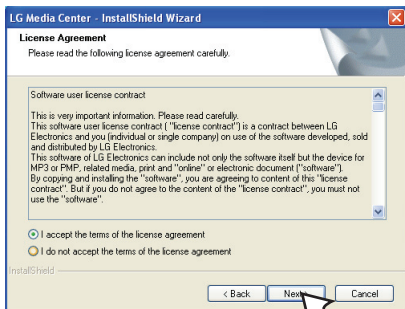 LG Media Center - InstallShield Wizard
License Agreement
Please read the following license agreement carefully.
Software user license contract
This is very important information. Please read carefully.
This software user license contract ( "license contract") is a contract between LG
Electronics and you (individual or single company) on use of the software developed, sold
and distributed by LG Electronics.
This software of LG Electronics can include not only the software itself but the device for
MP3 or PMP, related media, print and "online" or electronic document ("software").
By copying and installing the "software", you are agreeing to content of this "license
contract". But if you do not agree to the content of the "license contract", you must not
use the "software".
I accept the terms of the license agreement
I do not accept the terms of the license agreement
InstallShield
< Back Next Cancel